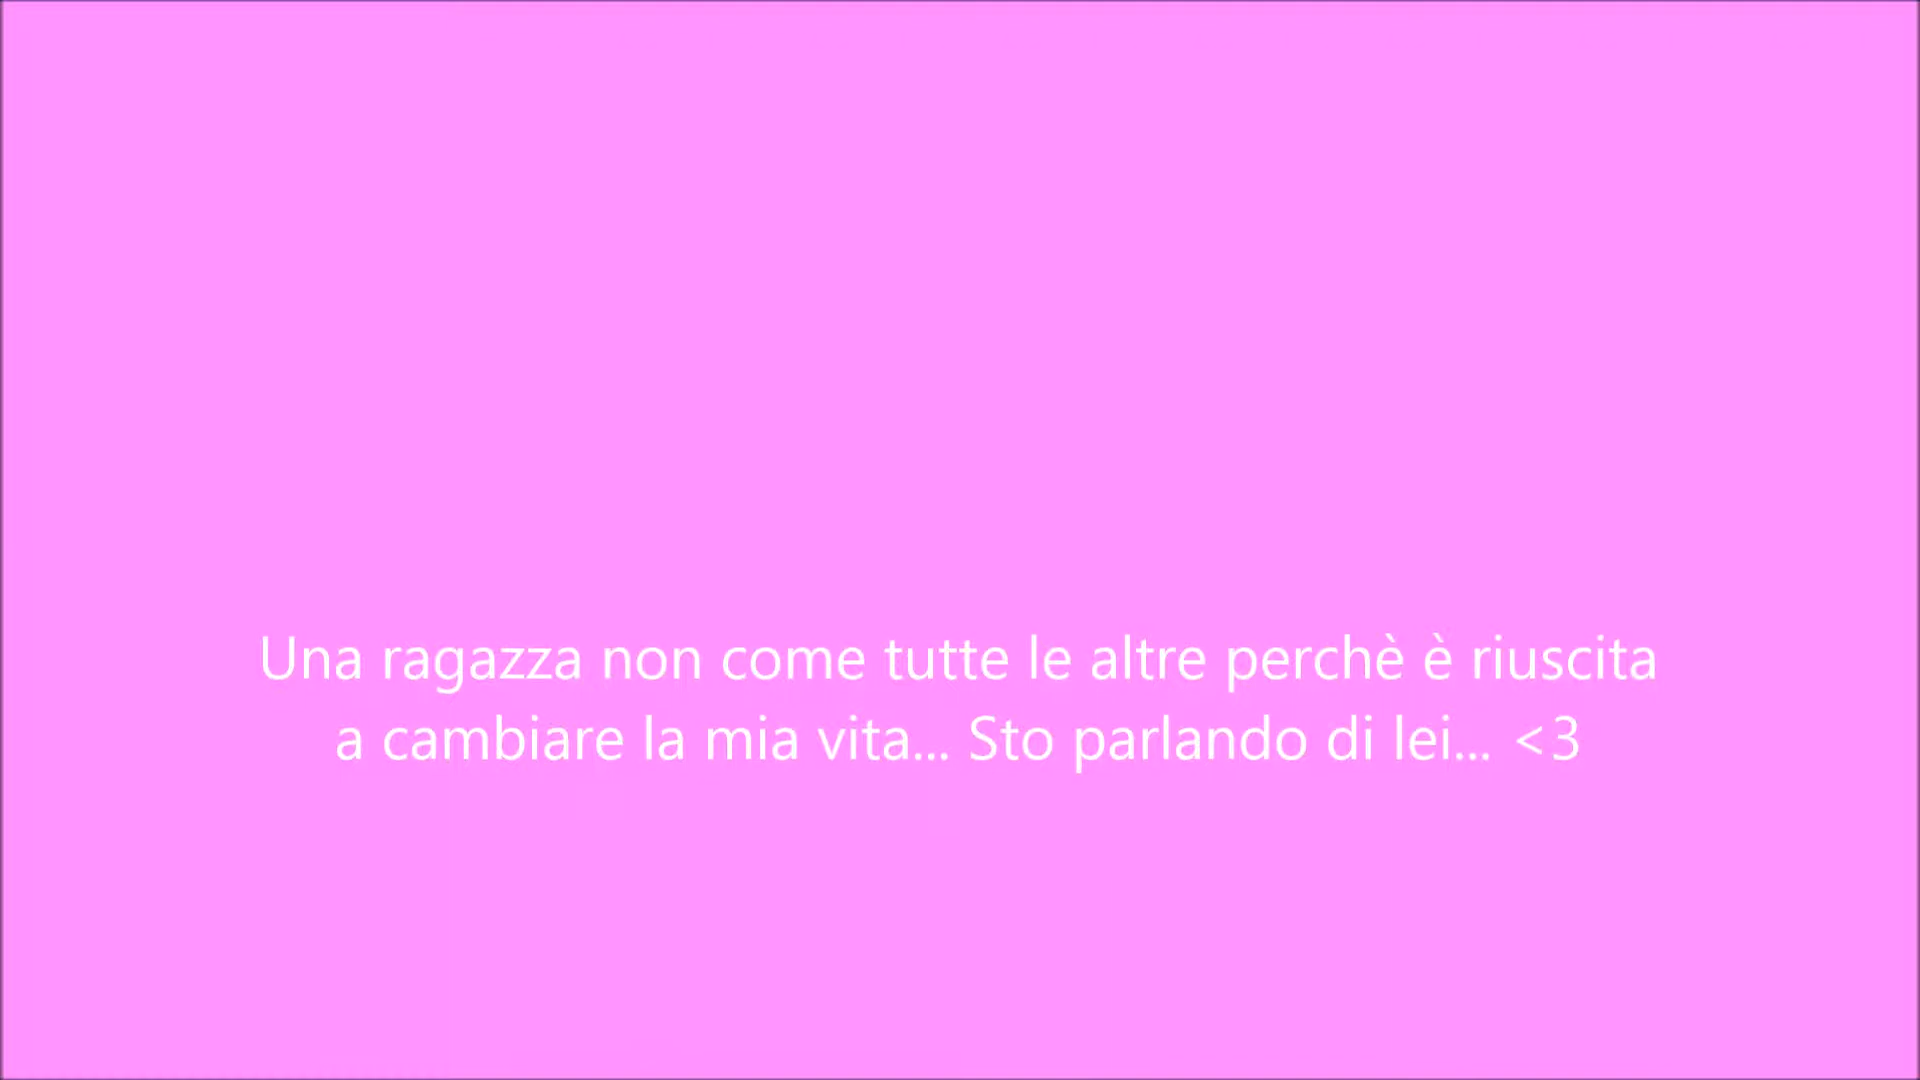 Una ragazza non come tutte le altre perchè è riuscita
a cambiare la mia vita... Sto parlando di lei... <3